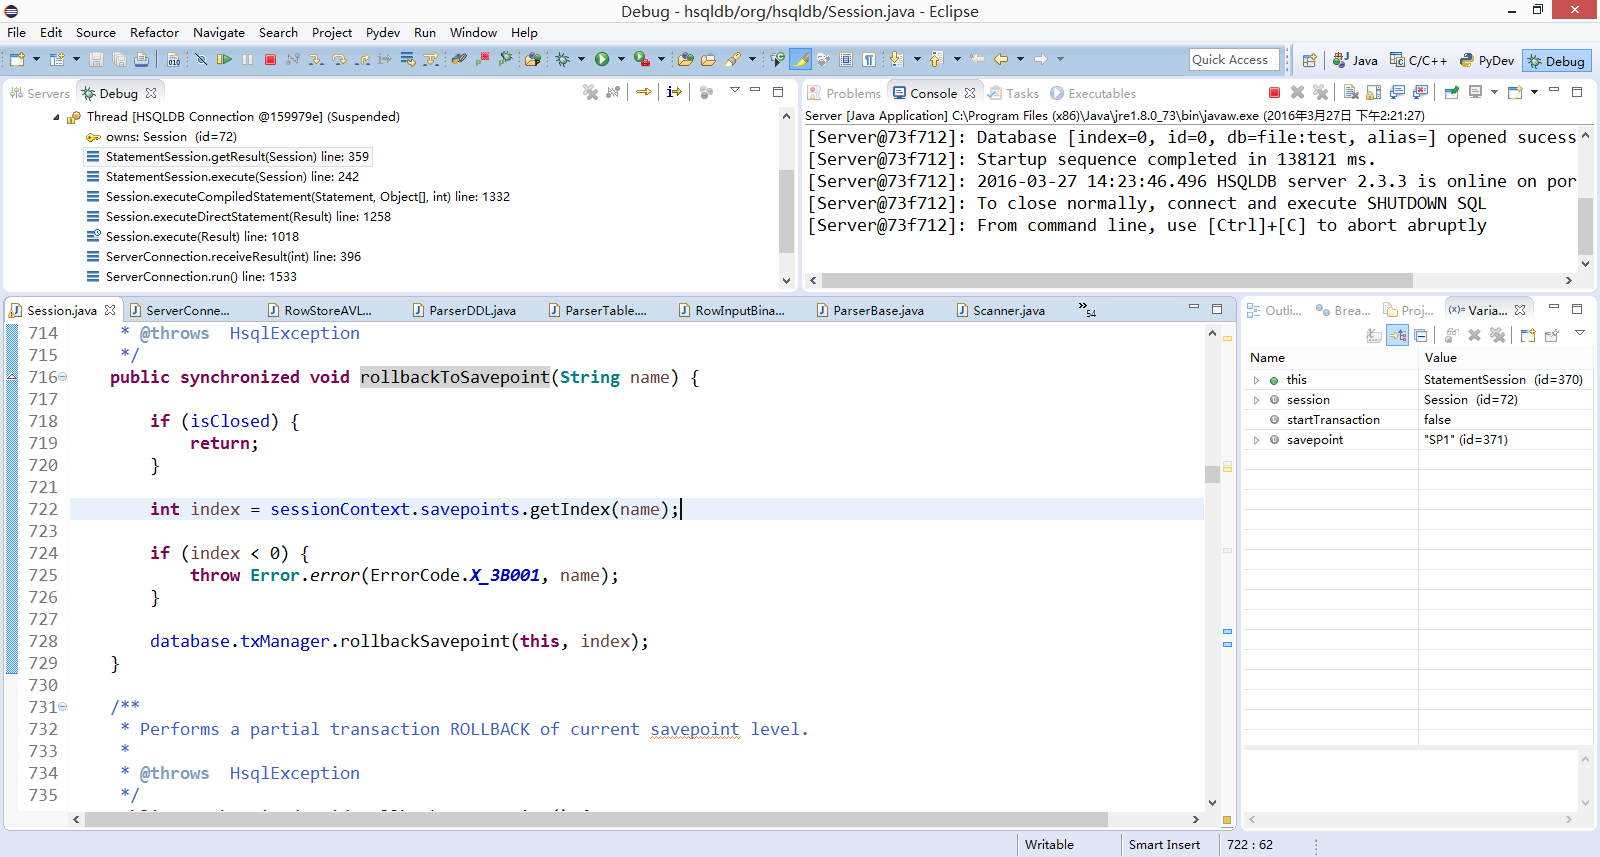 Debug - hsqldb/org/hsqldb/Session.java - Eclipse
File Edit Source Refactor Navigate Search Project Pydev Run Window Help
Quick Access
Java
C/C++
PyDev
Debug
Servers
Debug
Thread [HSQLDB Connection @159979e] (Suspended)
owns: Session (id=72)
StatementSession.getResult(Session) line: 359
StatementSession.execute(Session) line: 242
Session.executeCompiledStatement(Statement, Object[], int) line: 1332
Session.executeDirectStatement(Result) line: 1258
Session.execute(Result) line: 1018
ServerConnection.receiveResult(int) line: 396
ServerConnection.run() line: 1533
Problems
Console
Tasks
Executables
Server [Java Application] C:\Program Files (x86)\Java\jre1.8.0_73\bin\javaw.exe (2016年3月27日 下午2:21:27)
[Server@73f712]: Database [index=0, id=0, db=file:test, alias=] opened sucess
[Server@73f712]: Startup sequence completed in 138121 ms.
[Server@73f712]: 2016-03-27 14:23:46.496 HSQLDB server 2.3.3 is online on por
[Server@73f712]: To close normally, connect and execute SHUTDOWN SQL
[Server@73f712]: From command line, use [Ctrl]+[C] to abort abruptly
Session.java
ServerConne...
RowStoreAVL...
ParserDDL.java
ParserTable....
RowInputBina...
ParserBase.java
Scanner.java
54
714 * @throws HsqlException
715 */
716 public synchronized void rollbackToSavepoint(String name) {
717
718 if (isClosed) {
719 return;
720 }
721
722 int index = sessionContext.savepoints.getIndex(name);
723
724 if (index < 0) {
725 throw Error.error(ErrorCode.X_3B001, name);
726 }
727
728 database.txManager.rollbackSavepoint(this, index);
729 }
730
731 /**
732 * Performs a partial transaction ROLLBACK of current savepoint level.
733 *
734 * @throws HsqlException
735 */
Outli...
Brea...
Proj...
(x)= Varia...
Name Value
this StatementSession (id=370)
session Session (id=72)
startTransaction false
savepoint "SP1" (id=371)
Writable
Smart Insert
722 : 62